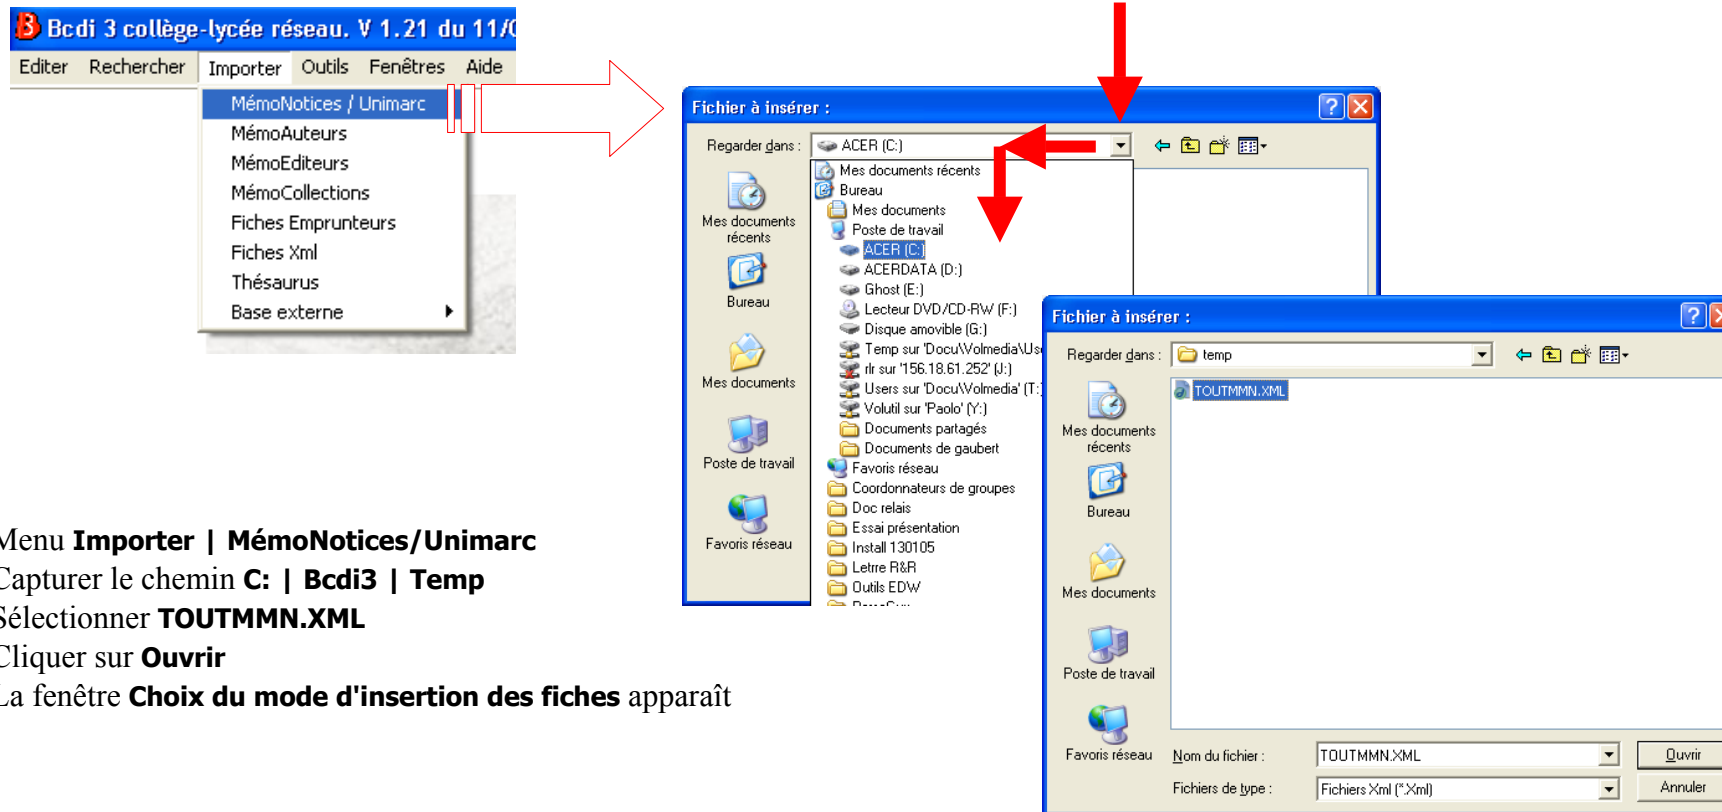 Bcdi 3 collège-lycée réseau. V 1.21 du 11/0
Editer Rechercher Importer Outils Fenêtres Aide
MémoNotices / Unimarc
MémoAuteurs
MémoEditeurs
MémoCollections
Fiches Emprunteurs
Fiches Xml
Thésaurus
Base externe
Fichier à insérer :
Regarder dans : ACER (C:)
Mes documents récents
Bureau
Mes documents
Poste de travail
ACER (C:)
ACERDATA (D:)
Ghost (E:)
Lecteur DVD/CD-RW (F:)
Disque amovible (G:)
Temp sur 'Docu\Volmedia\Use
rlr sur '156.18.61.252' (J:)
Users sur 'Docu\Volmedia' (T:)
Volutil sur 'Paolo' (Y:)
Documents partagés
Documents de gaubert
Favoris réseau
Coordonnateurs de groupes
Doc relais
Essai présentation
Install 130105
Letrre R&R
Outils EDW
Mes documents
récents
Bureau
Mes documents
Poste de travail
Favoris réseau
Fichier à insérer :
Regarder dans : temp
TOUTMMN.XML
Mes documents
récents
Bureau
Mes documents
Poste de travail
Favoris réseau
Nom du fichier : TOUTMMN.XML Ouvrir
Fichiers de type : Fichiers Xml (*.Xml) Annuler
Menu Importer | MémoNotices/Unimarc
Capturer le chemin C: | Bcdi3 | Temp
Sélectionner TOUTMMN.XML
Cliquer sur Ouvrir
La fenêtre Choix du mode d'insertion des fiches apparaît